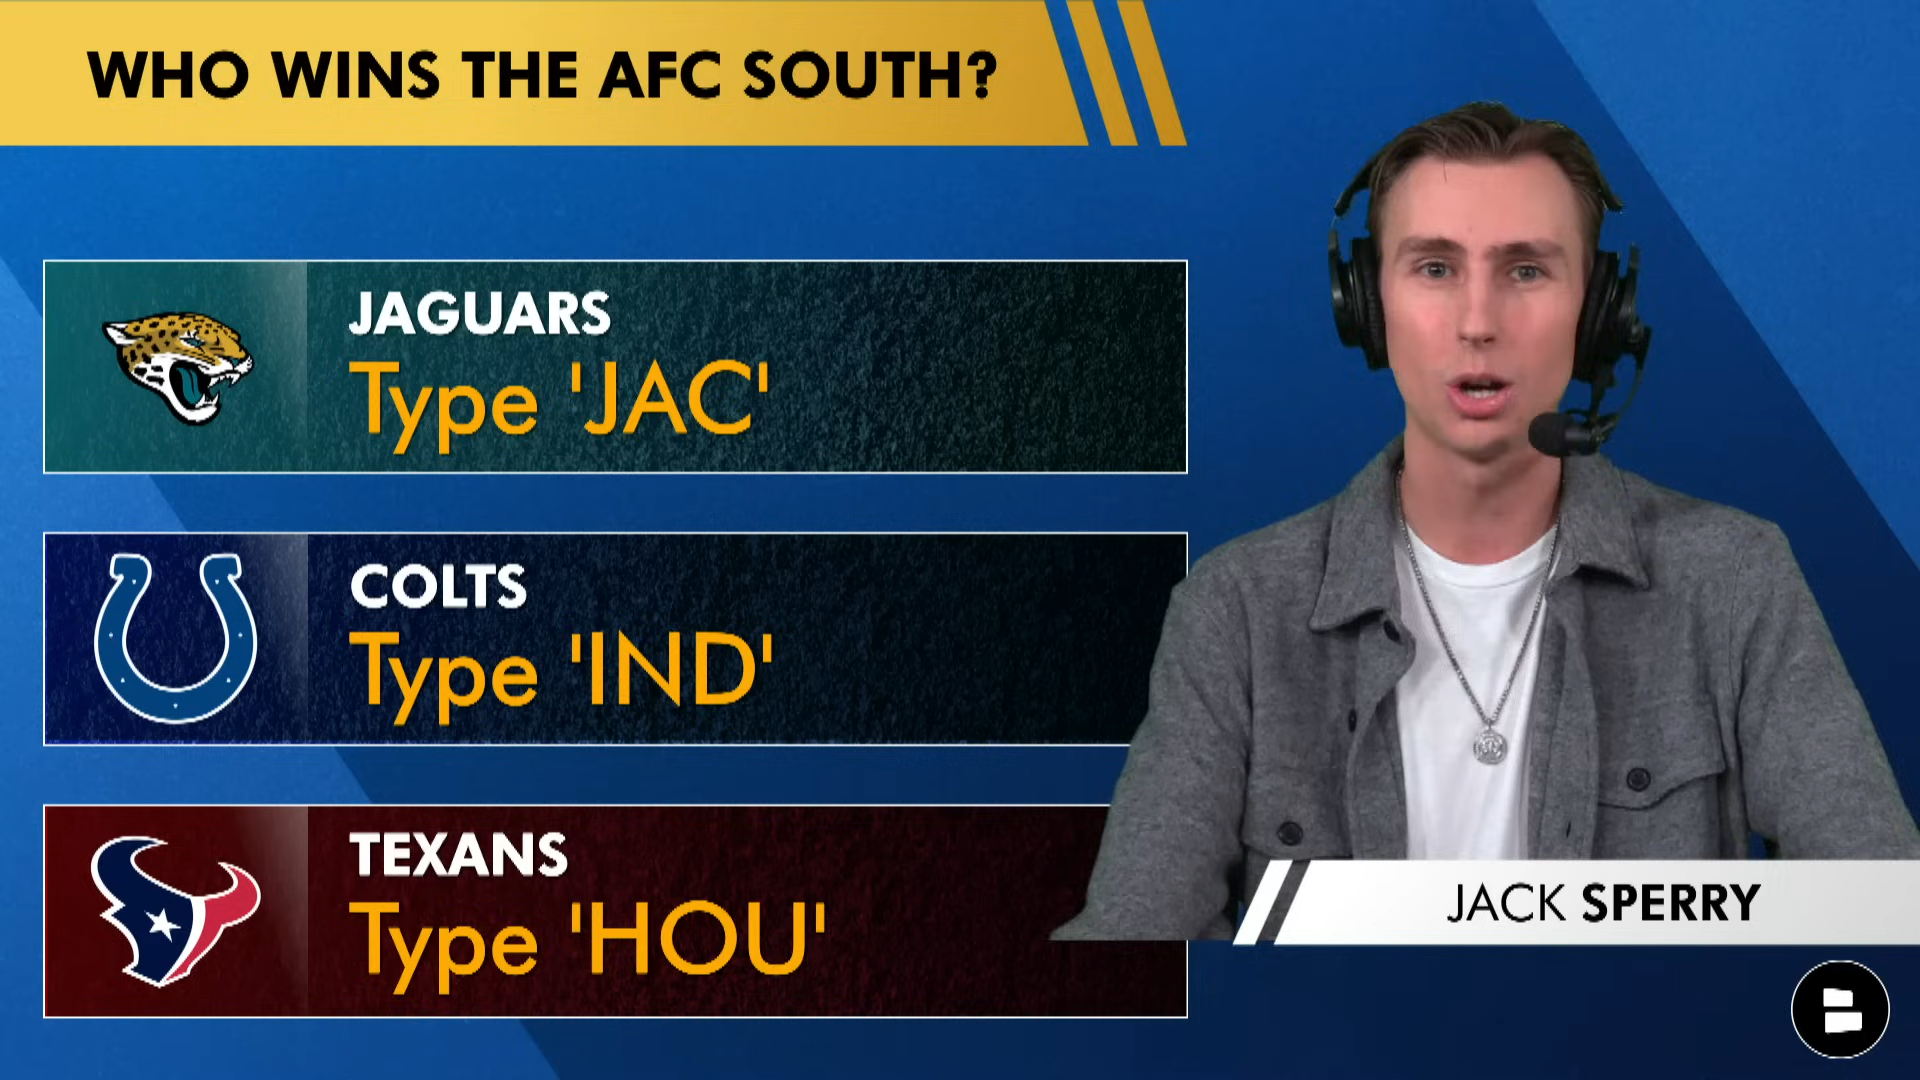 WHO WINS THE AFC SOUTH?
JAGUARS
Type 'JAC'
COLTS
Type 'IND'
TEXANS
Type 'HOU'
JACK SPERRY